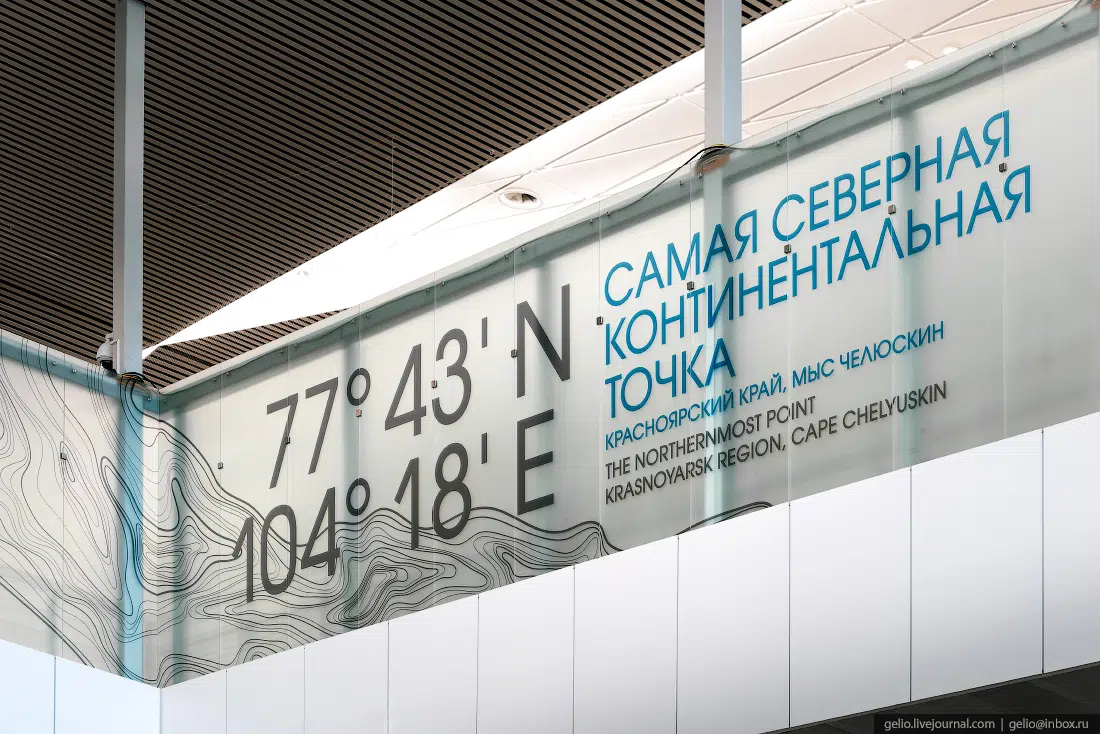 77° 43' N
104° 18' E
САМАЯ СЕВЕРНАЯ
КОНТИНЕНТАЛЬНАЯ
ТОЧКА
КРАСНОЯРСКИЙ КРАЙ, МЫС ЧЕЛЮСКИН
THE NORTHERNMOST POINT
KRASNOYARSK REGION, CAPE CHELYUSKIN
gelio.livejournal.com | gelio@inbox.ru